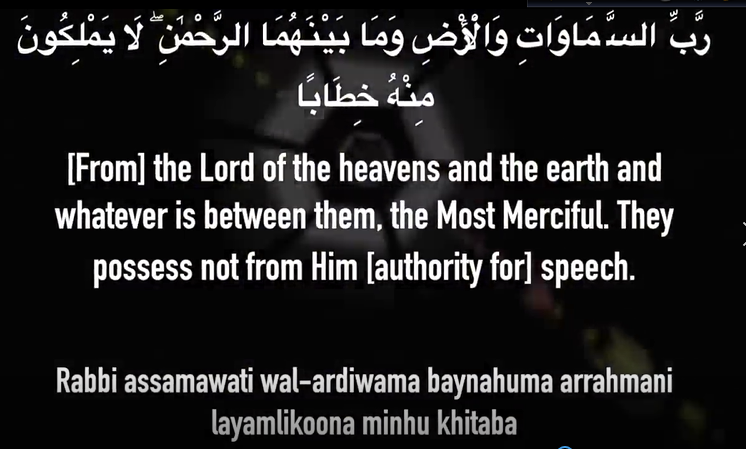 رَّبِّ السَّمَاوَاتِ وَالْأَرْضِ وَمَا بَيْنَهُمَا الرَّحْمَٰنِ ۖ لَا يَمْلِكُونَ
مِنْهُ خِطَابًا
[From] the Lord of the heavens and the earth and
whatever is between them, the Most Merciful. They
possess not from Him [authority for] speech.
Rabbi assamawati wal-ardiwama baynahuma arrahmani
layamlikoona minhu khitaba